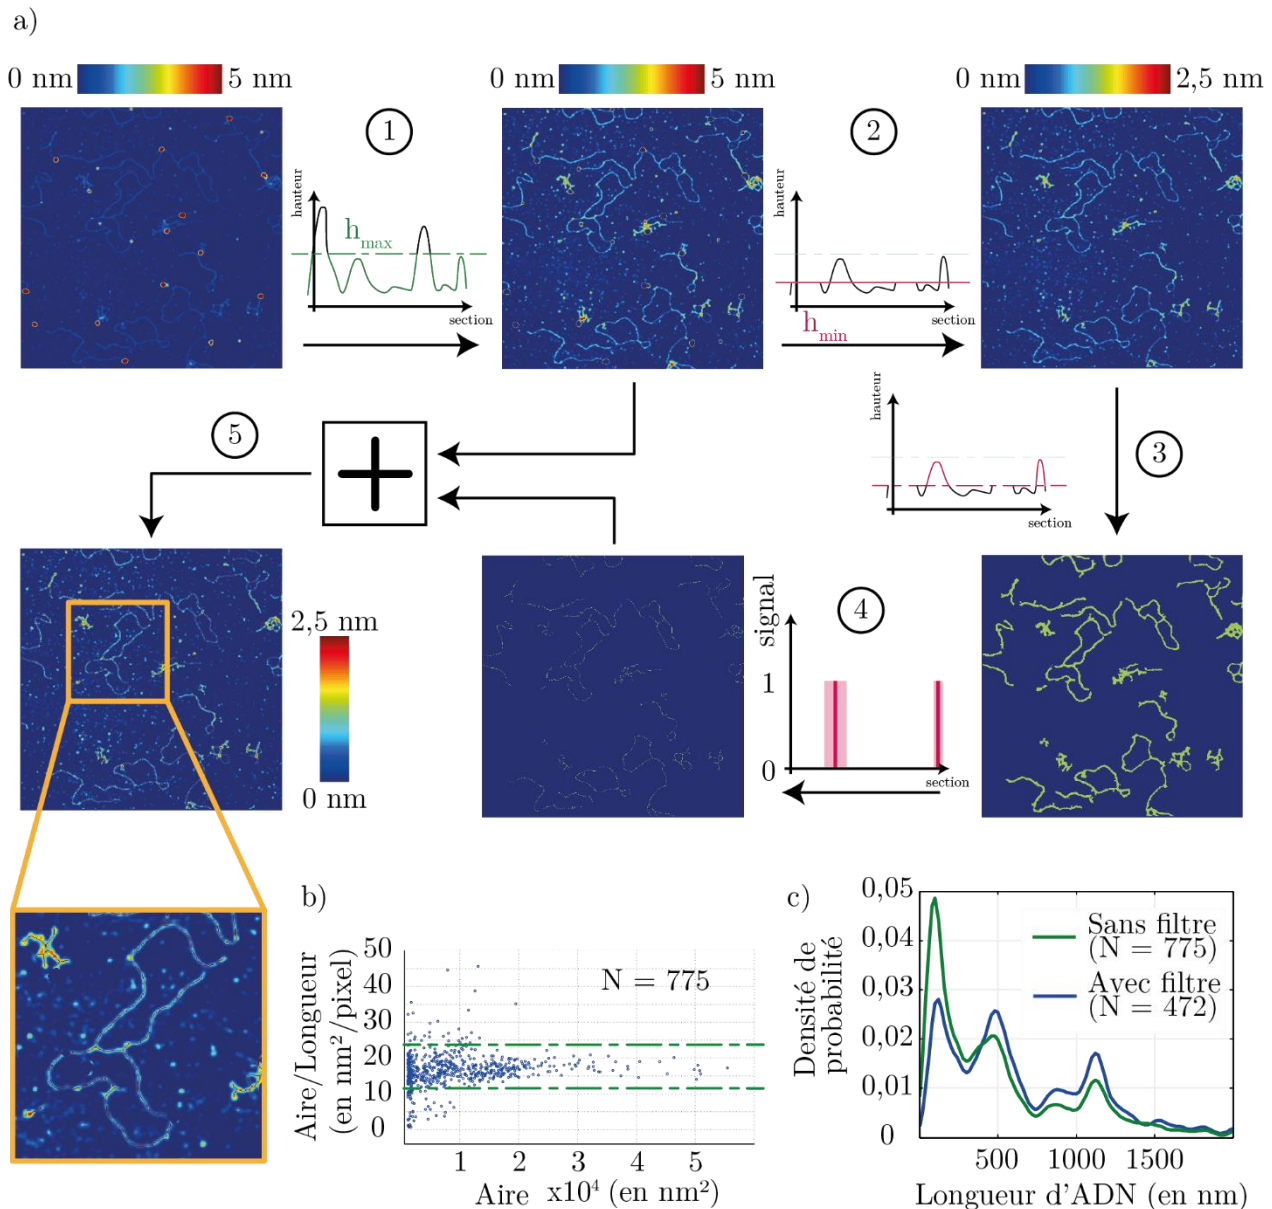 a)
0 nm 5 nm
0 nm 5 nm
0 nm 2,5 nm
1
hauteur
hmax
section
2
hauteur
hmin
section
3
hauteur
section
5
2,5 nm
0 nm
4
signal
1
0
section
b)
Aire/Longueur
(en nm²/pixel)
50
40
30
20
10
0
N = 775
1 2 3 4 5
Aire x10⁴ (en nm²)
c)
Densité de
probabilité
0,05
0,04
0,03
0,02
0,01
0
Sans filtre
(N = 775)
Avec filtre
(N = 472)
500 1000 1500
Longueur d'ADN (en nm)